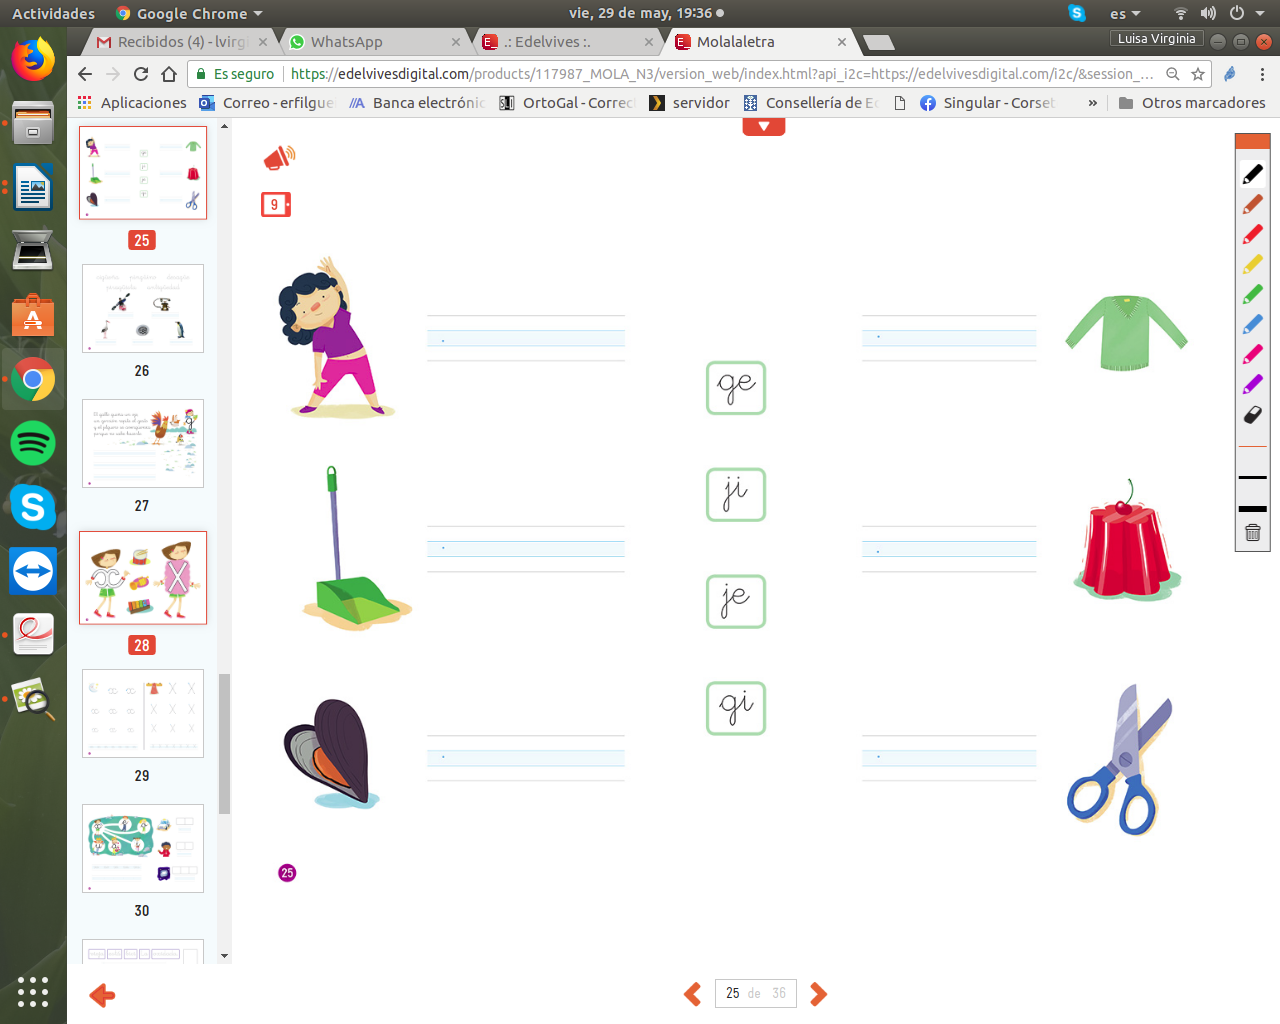 Actividades
Google Chrome
vie, 29 de may, 19:36
es
Recibidos (4) - lvirgi
WhatsApp
.: Edelvives :.
Molalaletra
Luisa Virginia
Es seguro
https://edelvivesdigital.com/products/117987_MOLA_N3/version_web/index.html?api_i2c=https://edelvivesdigital.com/i2c/&session_...
Aplicaciones
Correo - erfilgue
Banca electrónic
OrtoGal - Correct
servidor
Consellería de Ec
Singular - Corset
»
Otros marcadores
25
26
27
28
29
30
9
ge
ji
je
gi
25
25 de 36